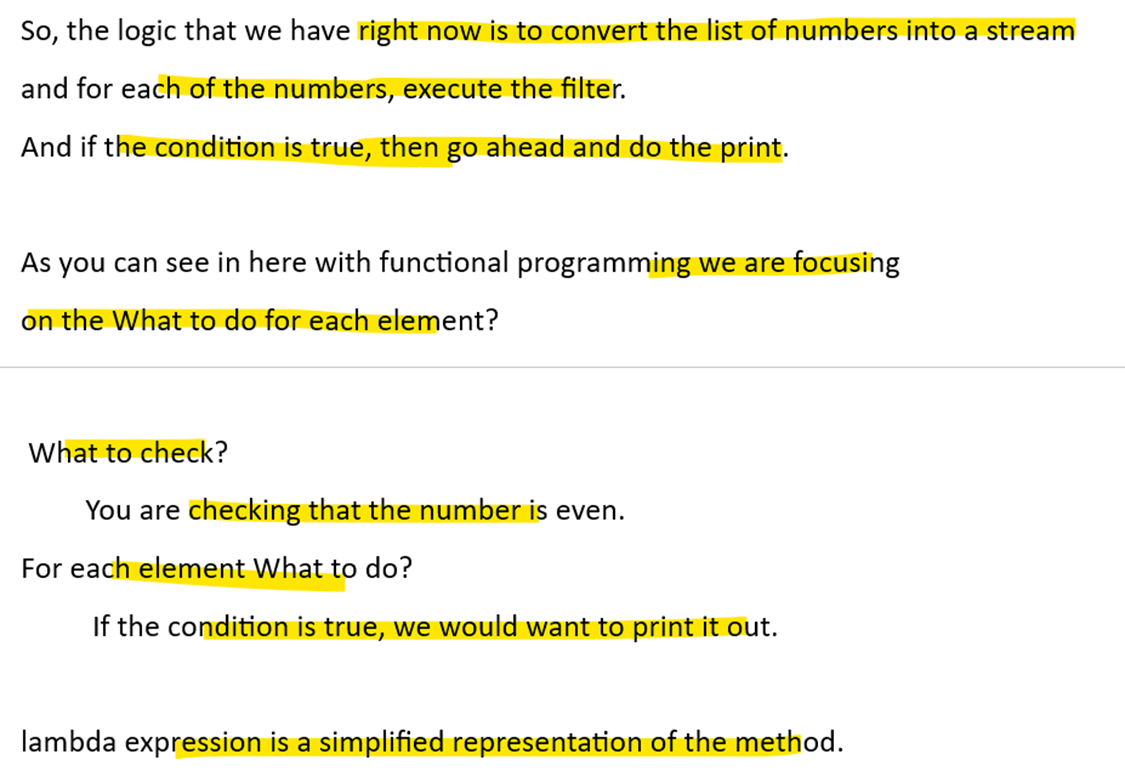 So, the logic that we have right now is to convert the list of numbers into a stream
and for each of the numbers, execute the filter.
And if the condition is true, then go ahead and do the print.
As you can see in here with functional programming we are focusing
on the What to do for each element?
What to check?
You are checking that the number is even.
For each element What to do?
If the condition is true, we would want to print it out.
lambda expression is a simplified representation of the method.